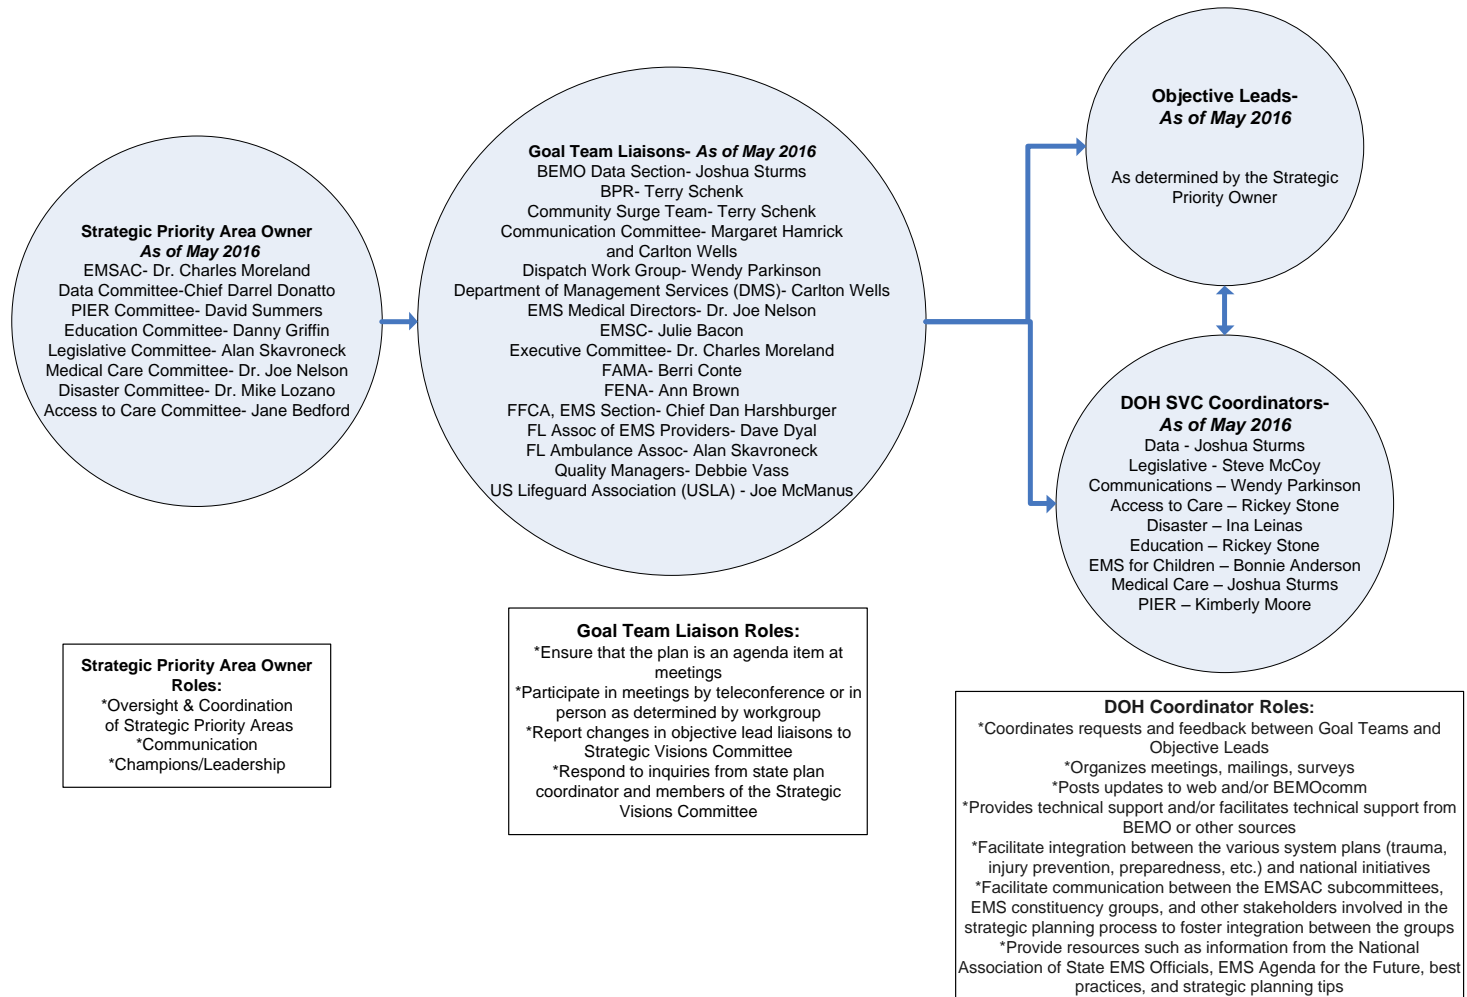 Strategic Priority Area Owner
As of May 2016
EMSAC- Dr. Charles Moreland
Data Committee-Chief Darrel Donatto
PIER Committee- David Summers
Education Committee- Danny Griffin
Legislative Committee- Alan Skavroneck
Medical Care Committee- Dr. Joe Nelson
Disaster Committee- Dr. Mike Lozano
Access to Care Committee- Jane Bedford
Goal Team Liaisons- As of May 2016
BEMO Data Section- Joshua Sturms
BPR- Terry Schenk
Community Surge Team- Terry Schenk
Communication Committee- Margaret Hamrick
and Carlton Wells
Dispatch Work Group- Wendy Parkinson
Department of Management Services (DMS)- Carlton Wells
EMS Medical Directors- Dr. Joe Nelson
EMSC- Julie Bacon
Executive Committee- Dr. Charles Moreland
FAMA- Berri Conte
FENA- Ann Brown
FFCA, EMS Section- Chief Dan Harshburger
FL Assoc of EMS Providers- Dave Dyal
FL Ambulance Assoc- Alan Skavroneck
Quality Managers- Debbie Vass
US Lifeguard Association (USLA) - Joe McManus
Objective Leads-
As of May 2016
As determined by the Strategic
Priority Owner
DOH SVC Coordinators-
As of May 2016
Data - Joshua Sturms
Legislative - Steve McCoy
Communications – Wendy Parkinson
Access to Care – Rickey Stone
Disaster – Ina Leinas
Education – Rickey Stone
EMS for Children – Bonnie Anderson
Medical Care – Joshua Sturms
PIER – Kimberly Moore
Strategic Priority Area Owner
Roles:
*Oversight & Coordination
of Strategic Priority Areas
*Communication
*Champions/Leadership
Goal Team Liaison Roles:
*Ensure that the plan is an agenda item at
meetings
*Participate in meetings by teleconference or in
person as determined by workgroup
*Report changes in objective lead liaisons to
Strategic Visions Committee
*Respond to inquiries from state plan
coordinator and members of the Strategic
Visions Committee
DOH Coordinator Roles:
*Coordinates requests and feedback between Goal Teams and
Objective Leads
*Organizes meetings, mailings, surveys
*Posts updates to web and/or BEMOcomm
*Provides technical support and/or facilitates technical support from
BEMO or other sources
*Facilitate integration between the various system plans (trauma,
injury prevention, preparedness, etc.) and national initiatives
*Facilitate communication between the EMSAC subcommittees,
EMS constituency groups, and other stakeholders involved in the
strategic planning process to foster integration between the groups
*Provide resources such as information from the National
Association of State EMS Officials, EMS Agenda for the Future, best
practices, and strategic planning tips